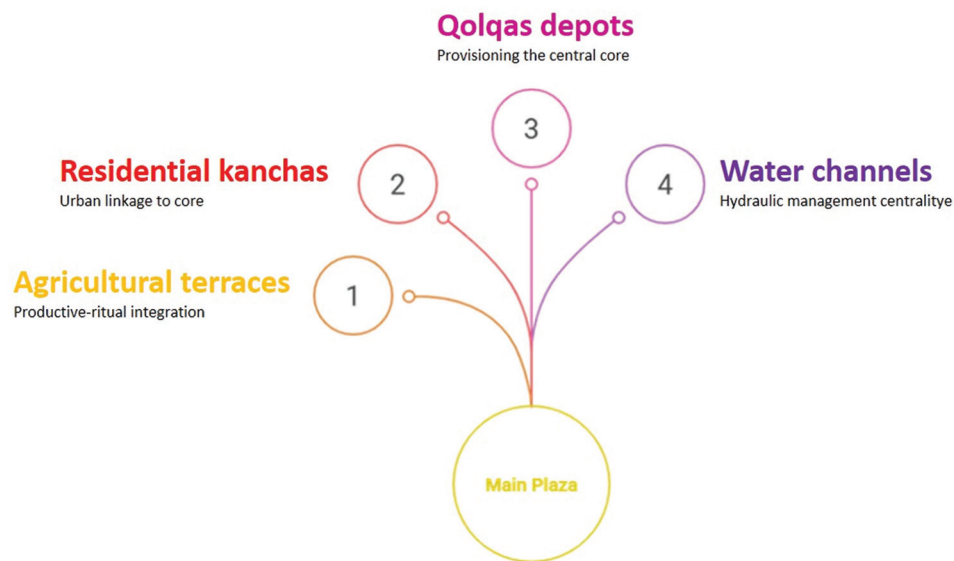 Qolqas depots
Provisioning the central core
3
Residential kanchas
Urban linkage to core
2
4
Water channels
Hydraulic management centralitye
Agricultural terraces
Productive-ritual integration
1
Main Plaza